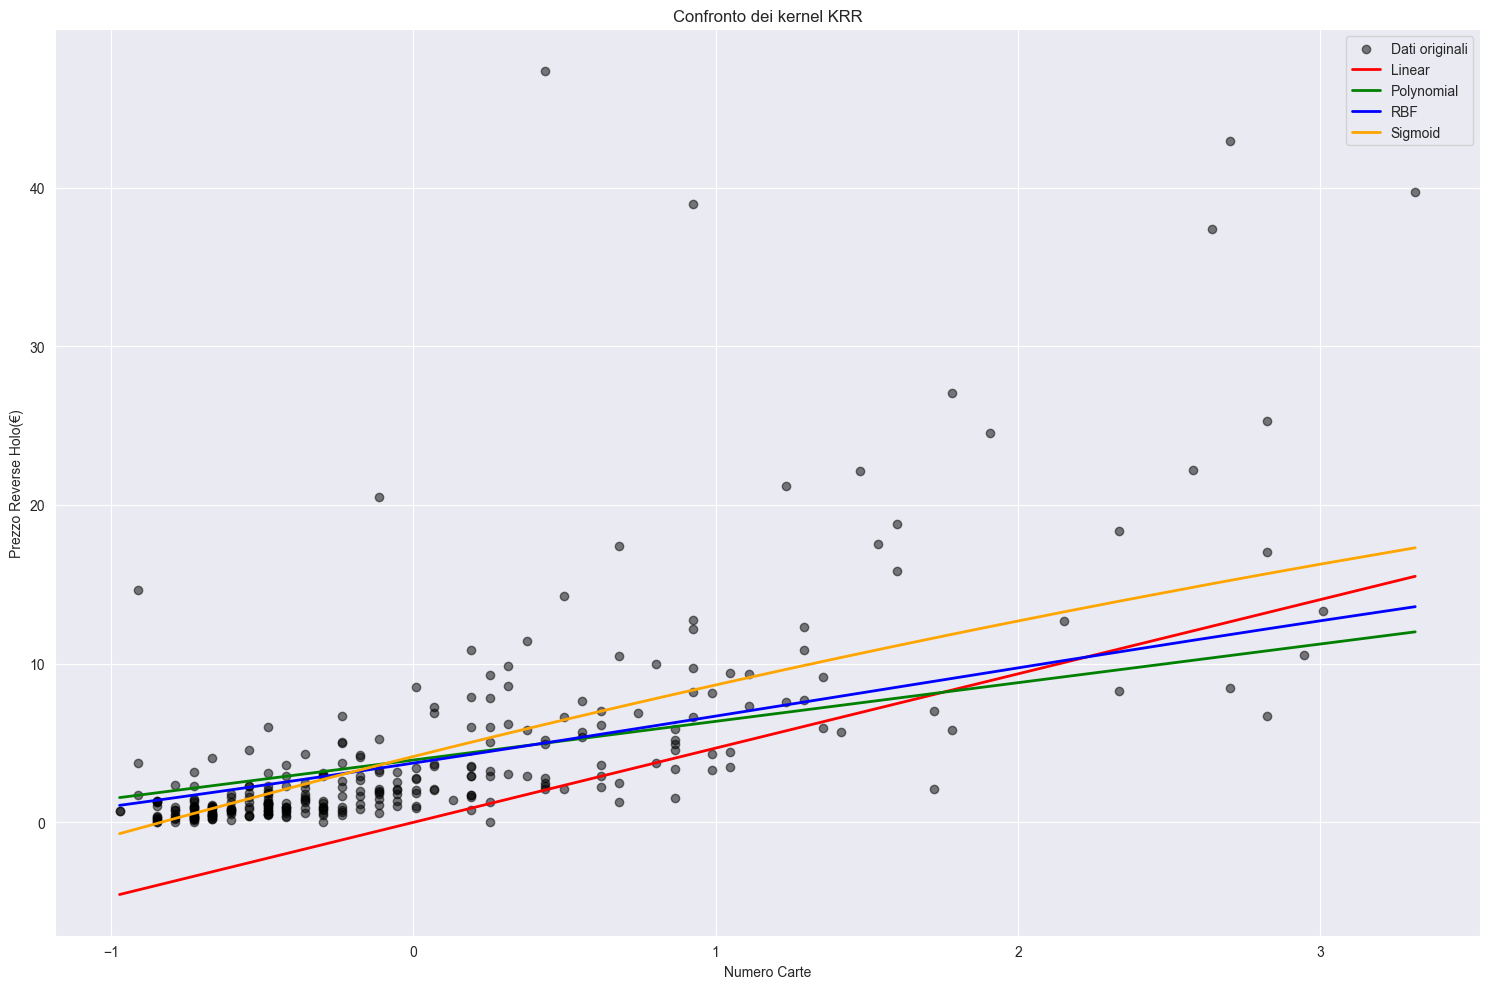 Confronto dei kernel KRR
Dati originali
Linear
Polynomial
RBF
Sigmoid
Prezzo Reverse Holo(€)
40
30
20
10
0
−1
0
1
2
3
Numero Carte